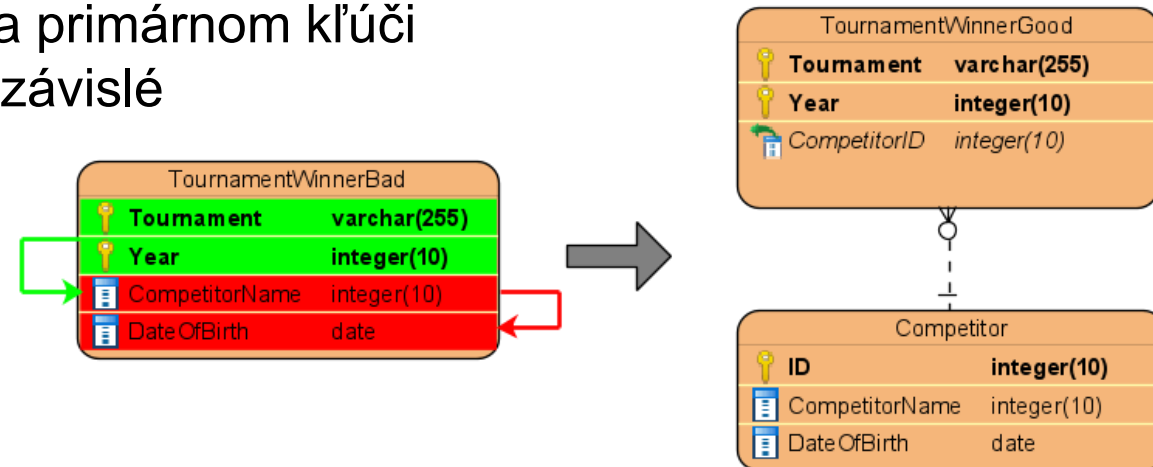 a primárnom kľúči
závislé
TournamentWinnerBad
Tournament varchar(255)
Year integer(10)
CompetitorName integer(10)
DateOfBirth date
TournamentWinnerGood
Tournament varchar(255)
Year integer(10)
CompetitorID integer(10)
Competitor
ID integer(10)
CompetitorName integer(10)
DateOfBirth date